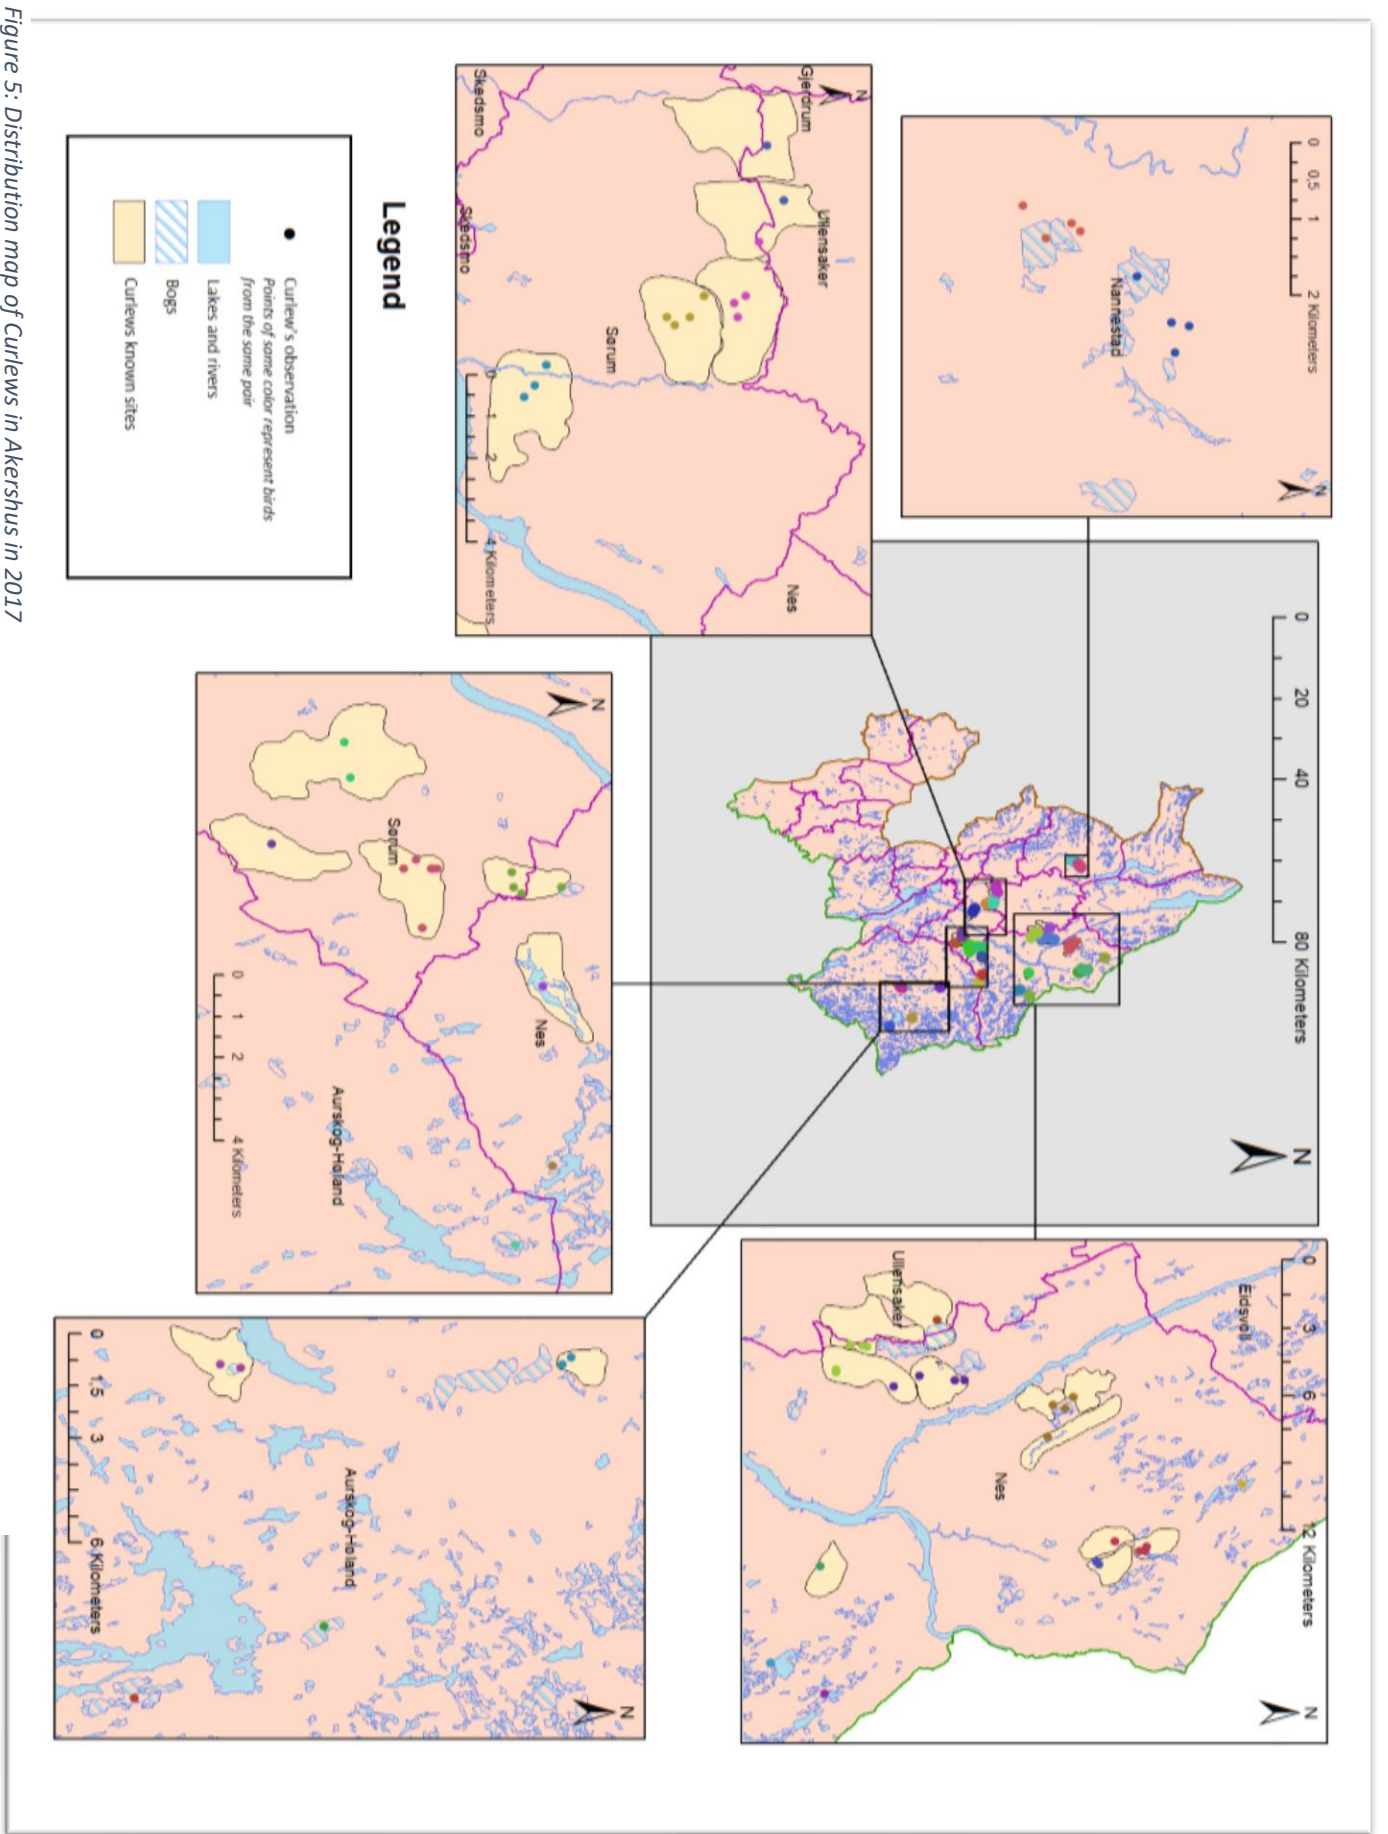 0 0,5 1 2 Kilometers
Nannestad
N
0 20 40 80 Kilometers
N
0 3 6 12 Kilometers
Eidsvoll
Ullensaker
Nes
N
N
Gjerdrum
Ullensaker
Nes
Sørum
Skedsmo
Skedsmo
0 1 2 4 Kilometers
N
Sørum
Nes
Aurskog-Høland
0 1 2 4 Kilometers
N
Aurskog-Høland
0 1,5 3 6 Kilometers
Legend
Curlew's observation
Points of same color represent birds
from the same pair
Lakes and rivers
Bogs
Curlews known sites
Figure 5: Distribution map of Curlews in Akershus in 2017